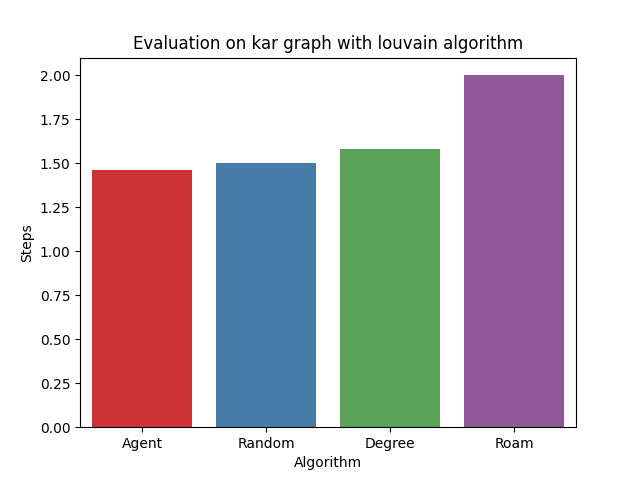 Evaluation on kar graph with louvain algorithm
2.00
1.75
1.50
1.25
1.00
0.75
0.50
0.25
0.00
Steps
Agent Random Degree Roam
Algorithm